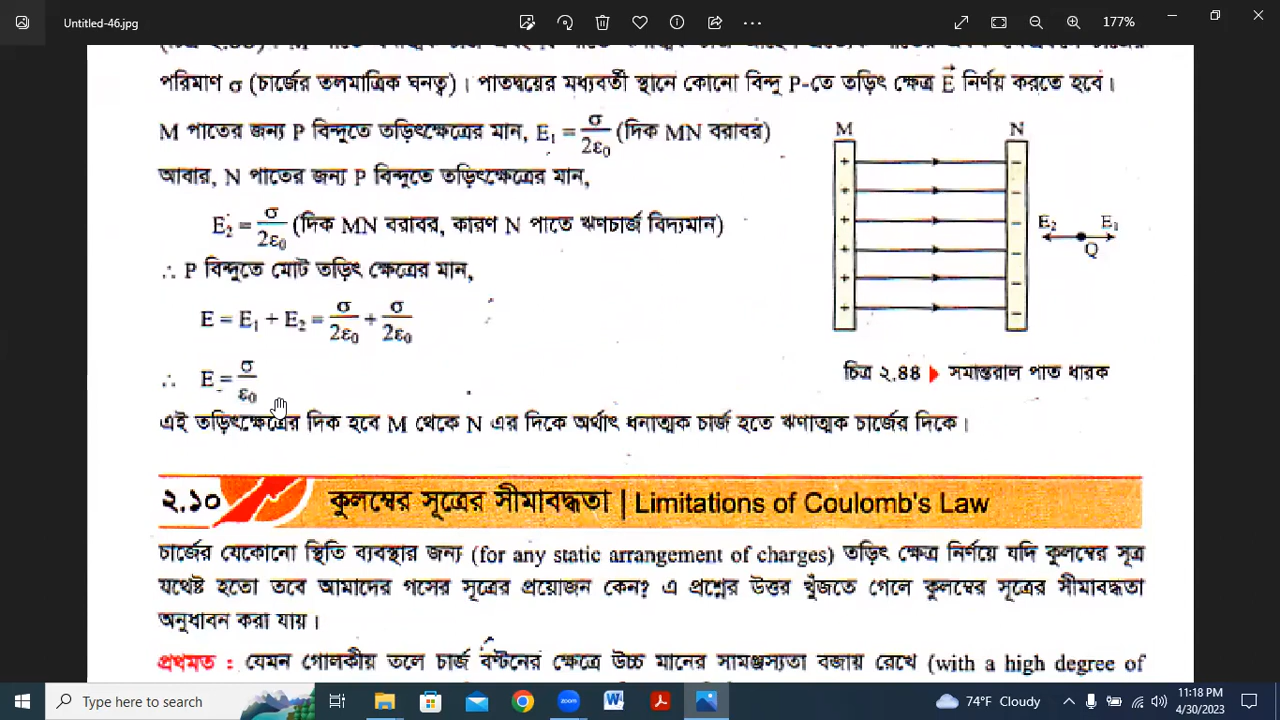 Untitled-46.jpg
177%
পরিমাণ σ (চার্জের তলমাত্রিক ঘনত্ব)। পাতদ্বয়ের মধ্যবর্তী স্থানে কোনো বিন্দু P-তে তড়িৎ ক্ষেত্র E⃗ নির্ণয় করতে হবে।
M পাতের জন্য P বিন্দুতে তড়িৎক্ষেত্রের মান, E₁ = σ/2ε₀ (দিক MN বরাবর)
আবার, N পাতের জন্য P বিন্দুতে তড়িৎক্ষেত্রের মান,
E₂ = σ/2ε₀ (দিক MN বরাবর, কারণ N পাতে ঋণচার্জ বিদ্যমান)
∴ P বিন্দুতে মোট তড়িৎ ক্ষেত্রের মান,
E = E₁ + E₂ = σ/2ε₀ + σ/2ε₀
∴ E = σ/ε₀
M N
+ −
+ −
+ −
+ −
+ −
+ −
E₂ E₁
Q
চিত্র ২.৪৪ সমান্তরাল পাত ধারক
এই তড়িৎক্ষেত্রের দিক হবে M থেকে N এর দিকে অর্থাৎ ধনাত্মক চার্জ হতে ঋণাত্মক চার্জের দিকে।
২.১০ কুলম্বের সূত্রের সীমাবদ্ধতা | Limitations of Coulomb's Law
চার্জের যেকোনো স্থিতি ব্যবস্থার জন্য (for any static arrangement of charges) তড়িৎ ক্ষেত্র নির্ণয়ে যদি কুলম্বের সূত্র
যথেষ্ট হতো তবে আমাদের গসের সূত্রের প্রয়োজন কেন? এ প্রশ্নের উত্তর খুঁজতে গেলে কুলম্বের সূত্রের সীমাবদ্ধতা
অনুধাবন করা যায়।
প্রথমত : যেমন গোলকীয় তলে চার্জ বণ্টনের ক্ষেত্রে উচ্চ মানের সামঞ্জস্যতা বজায় রেখে (with a high degree of
Type here to search
74°F Cloudy
11:18 PM
4/30/2023